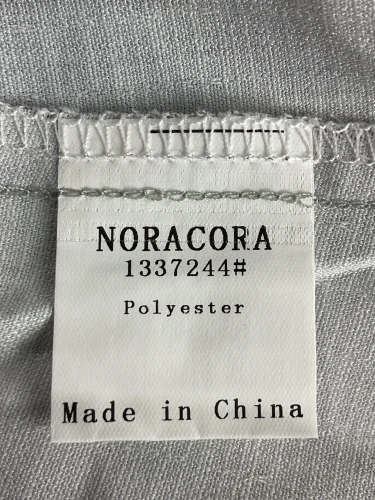 NORACORA
1337244#
Polyester
Made in China